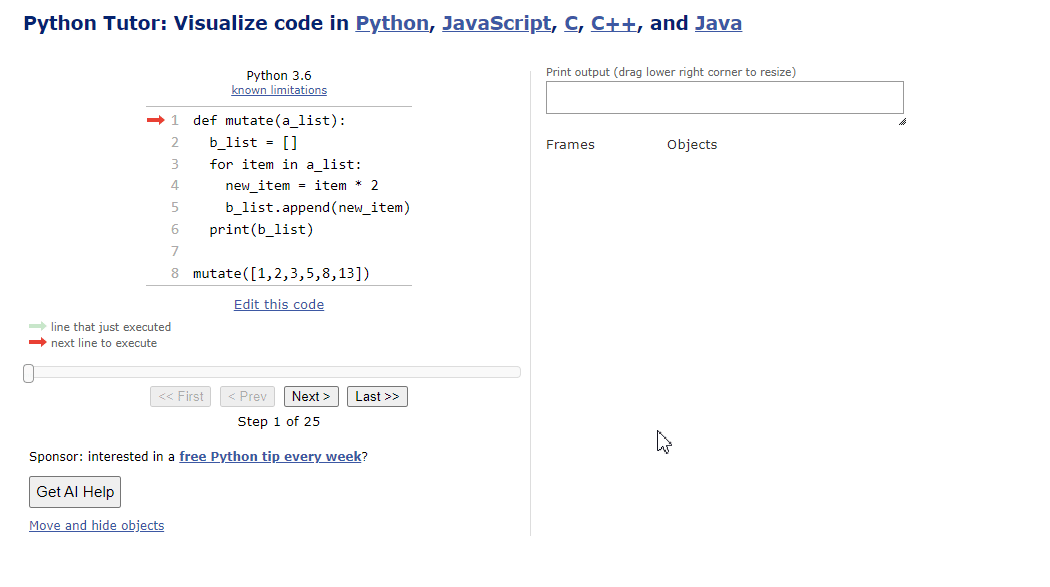 Python Tutor: Visualize code in Python, JavaScript, C, C++, and Java
Python 3.6
known limitations
1 def mutate(a_list):
2   b_list = []
3   for item in a_list:
4     new_item = item * 2
5     b_list.append(new_item)
6   print(b_list)
7
8 mutate([1,2,3,5,8,13])
Edit this code
line that just executed
next line to execute
<< First < Prev Next > Last >>
Step 1 of 25
Sponsor: interested in a free Python tip every week?
Get AI Help
Move and hide objects
Print output (drag lower right corner to resize)
Frames Objects